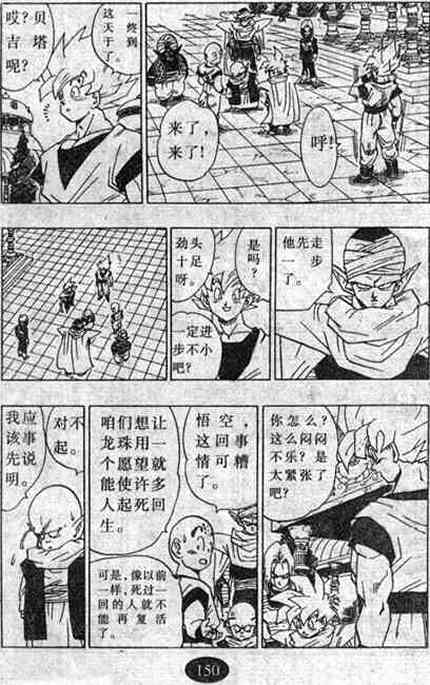 呼!
来了,
来了!
这一
天终
于到
了。
哎?贝
吉塔
呢?
他先走
一步
了。
是
吗?
劲头
十足
呀。
一定进
步不小
吧?
你怎么?
这么闷闷
不乐?是
太紧张了
吧?
悟空,
这回事
情可糟
了。
咱们想让
龙珠用一
个愿望就
能使许多
人起死回
生。
可是,像以前
一样,死过一
回的人就不
能再复活
了。
对不
起。
我应
该事
先说
明。
150